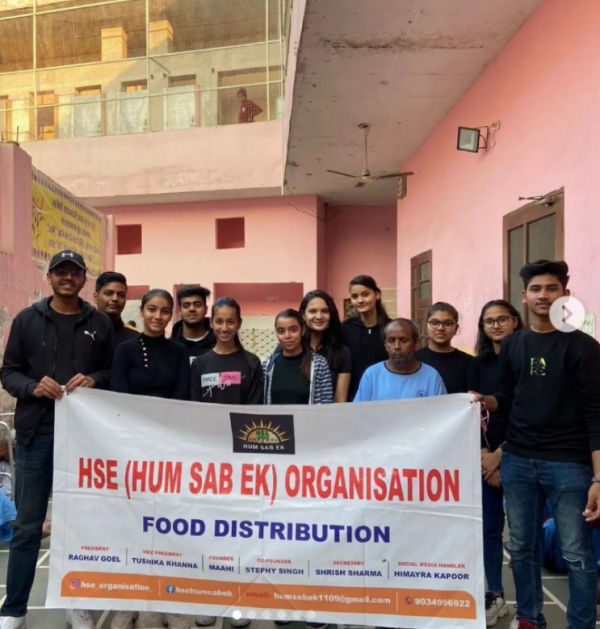 HUM SAB EK
HSE (HUM SAB EK) ORGANISATION
FOOD DISTRIBUTION
PRESIDENT
RAGHAV GOEL
VICE PRESIDENT
TUSHIKA KHANNA
FOUNDER
MAAHI
CO-FOUNDER
STEPHY SINGH
SECRETARY
SHRISH SHARMA
SOCIAL MEDIA HANDLER
HIMAYRA KAPOOR
hse_organisation
hsehumsabek
email- humsabek1109@gmail.com
9034996922